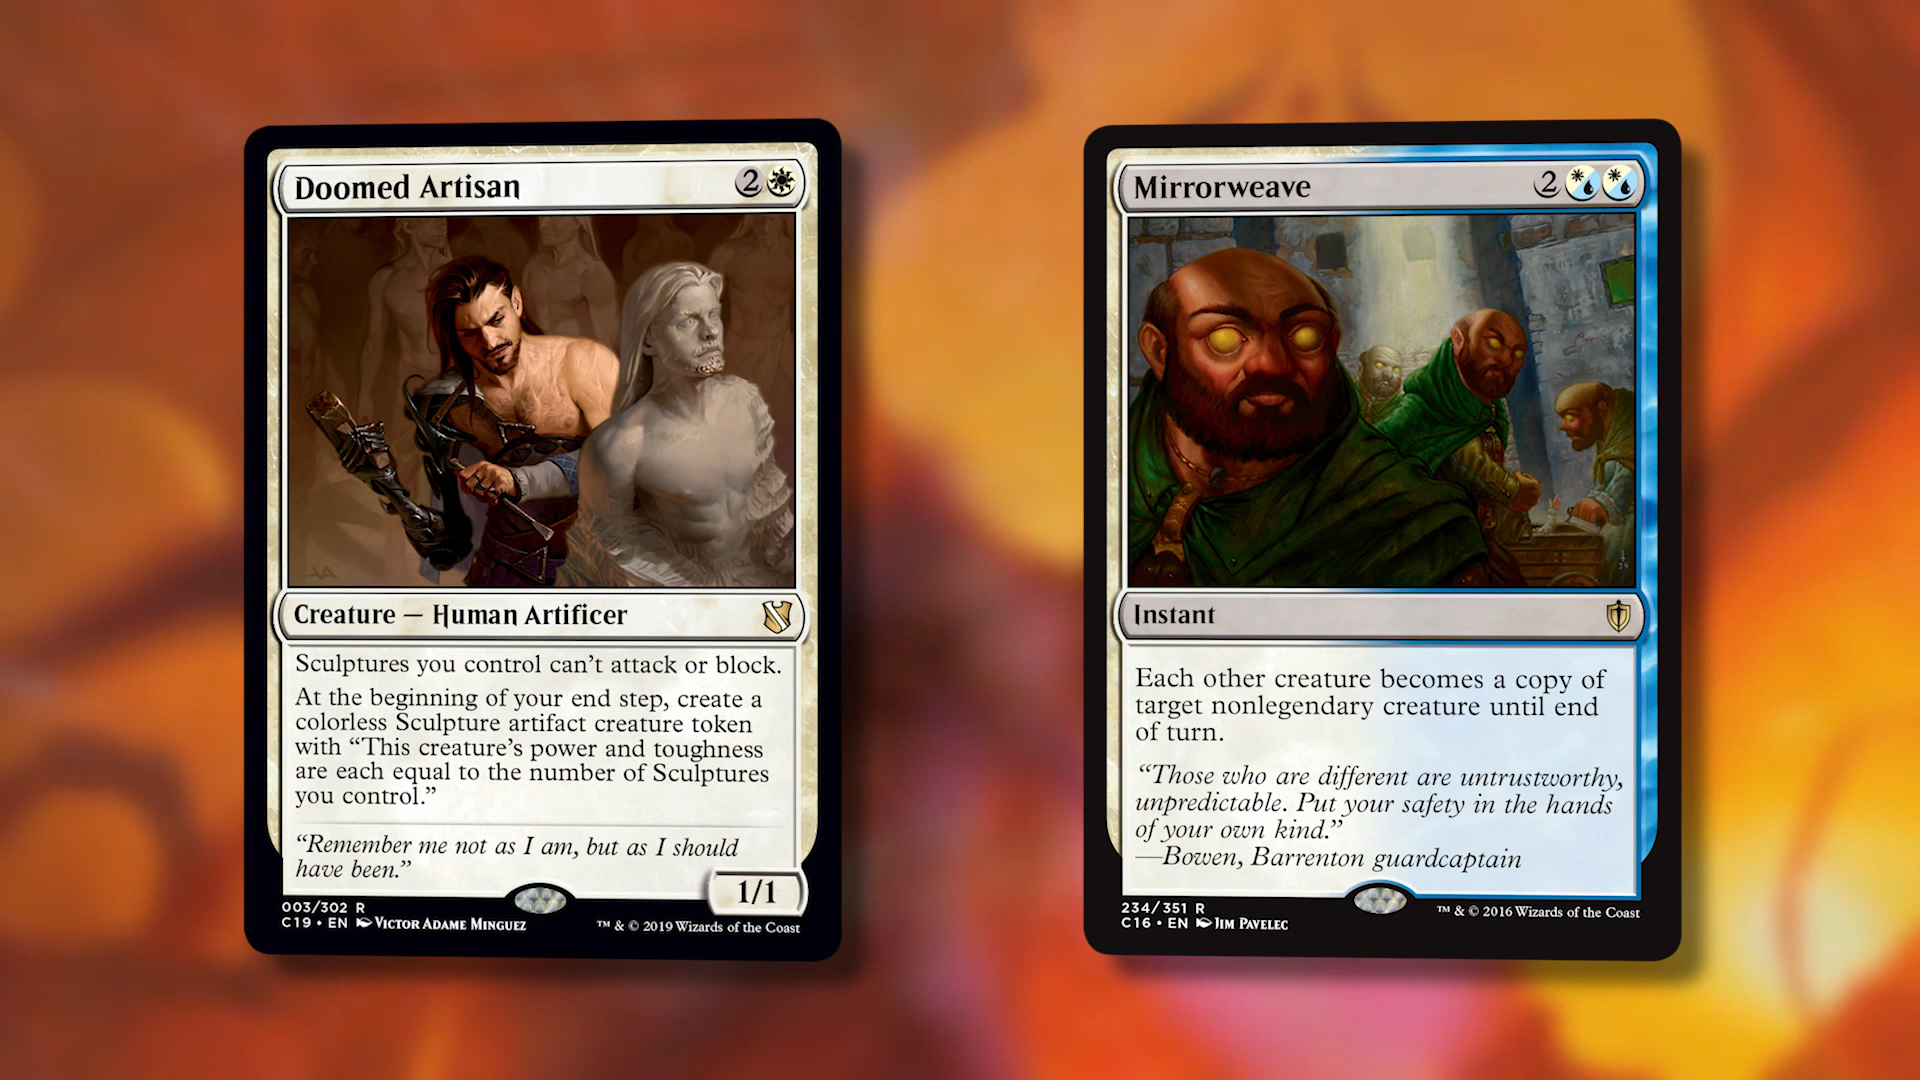 Doomed Artisan
2
Creature — Human Artificer
Sculptures you control can't attack or block.
At the beginning of your end step, create a
colorless Sculpture artifact creature token
with “This creature's power and toughness
are each equal to the number of Sculptures
you control.”
“Remember me not as I am, but as I should
have been.”
1/1
003/302 R
C19 • EN VICTOR ADAME MINGUEZ
™ & © 2019 Wizards of the Coast
Mirrorweave
2
Instant
Each other creature becomes a copy of
target nonlegendary creature until end
of turn.
“Those who are different are untrustworthy,
unpredictable. Put your safety in the hands
of your own kind.”
—Bowen, Barrenton guardcaptain
234/351 R
C16 • EN JIM PAVELEC
™ & © 2016 Wizards of the Coast